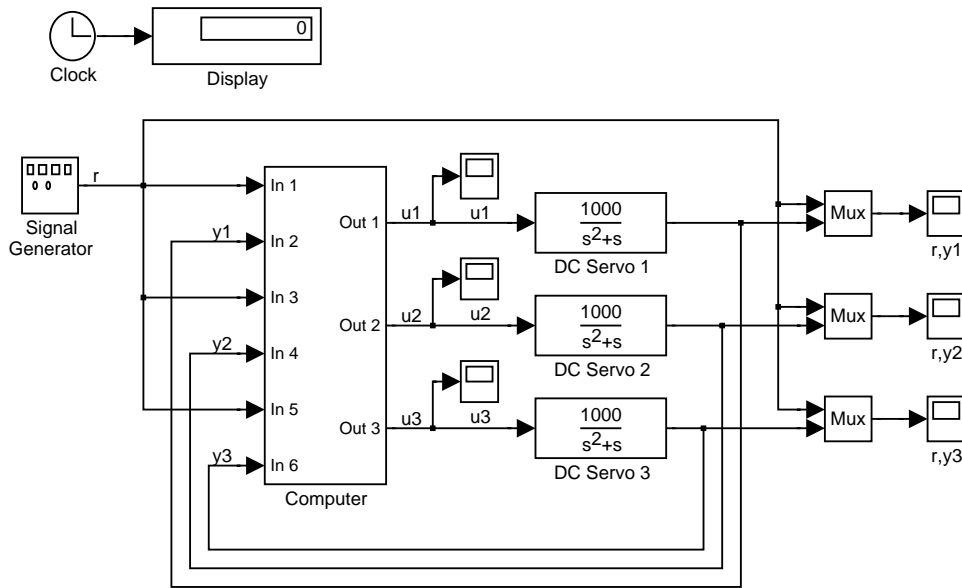 0
Clock
Display
r
Signal
Generator
y1
y2
y3
In 1
In 2
In 3
In 4
In 5
In 6
Out 1
Out 2
Out 3
Computer
u1
u1
u2
u2
u3
u3
1000
s²+s
DC Servo 1
1000
s²+s
DC Servo 2
1000
s²+s
DC Servo 3
Mux
r,y1
Mux
r,y2
Mux
r,y3